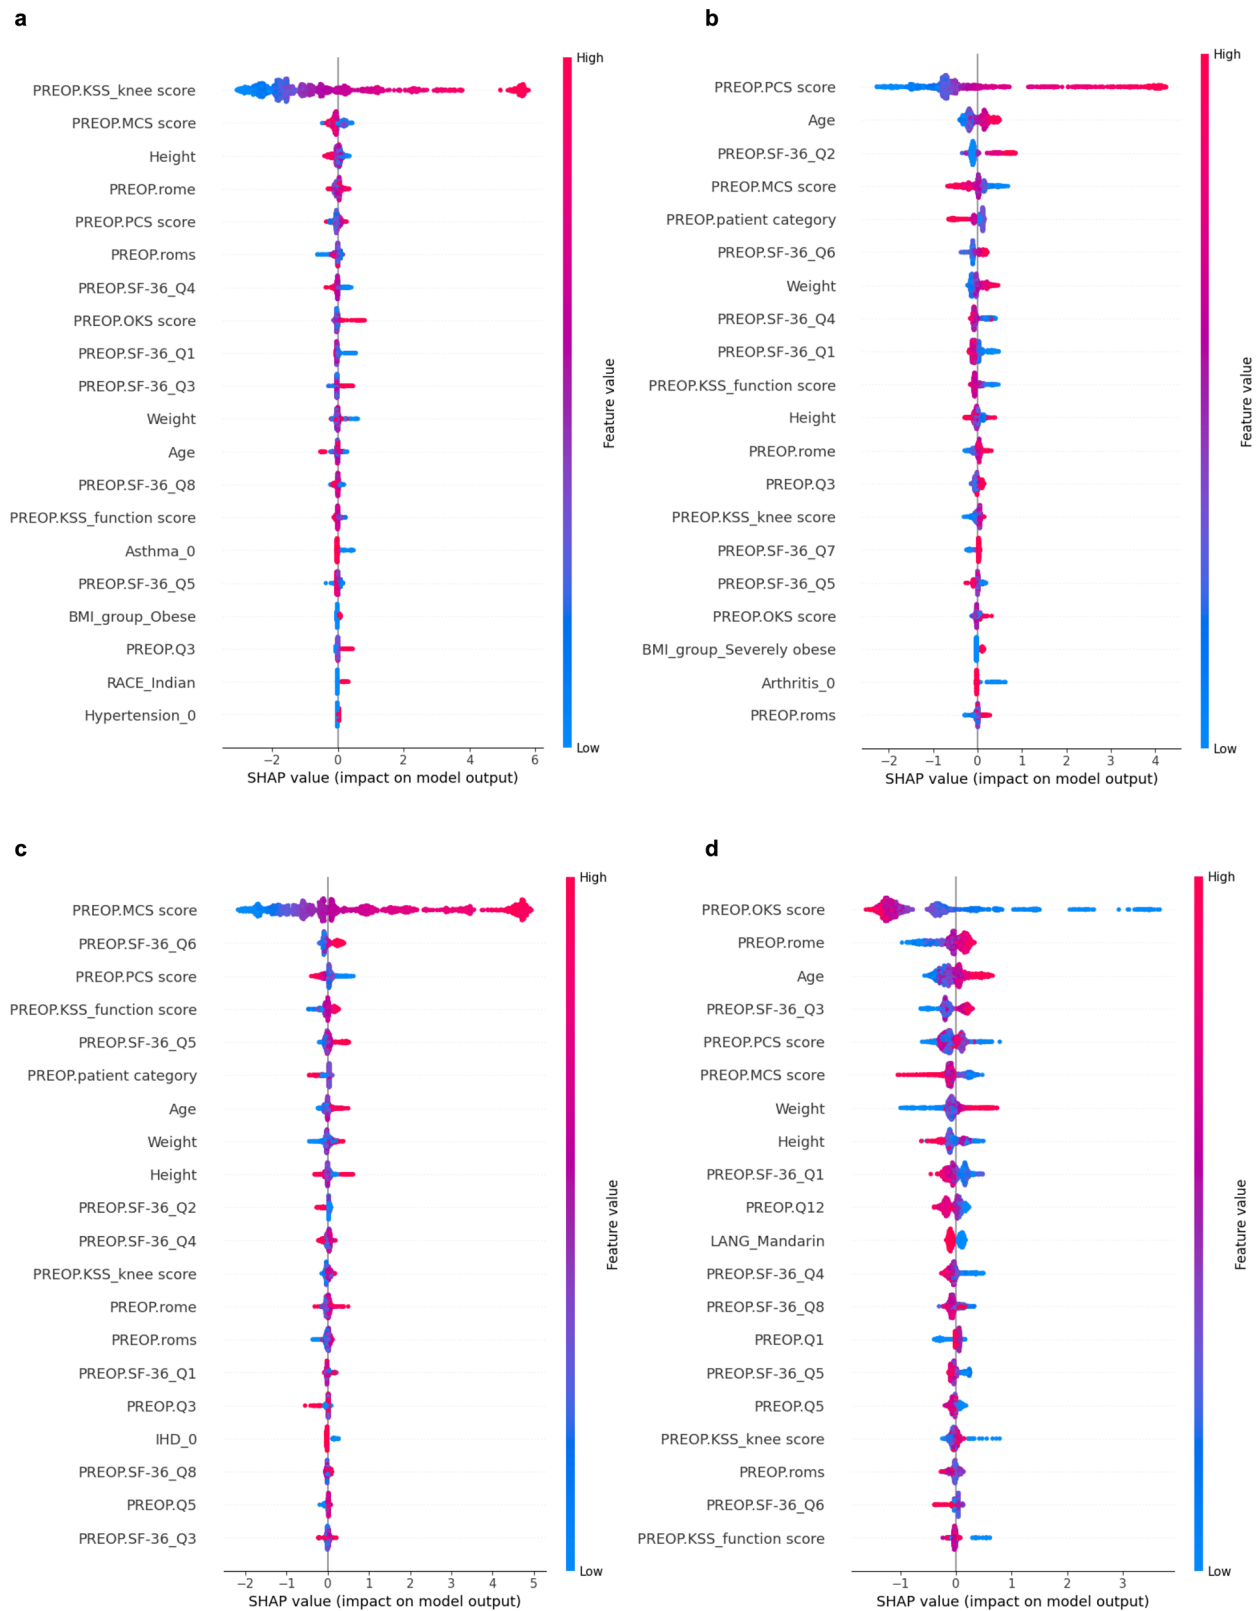 a
High
PREOP.KSS_knee score
PREOP.MCS score
Height
PREOP.rome
PREOP.PCS score
PREOP.roms
PREOP.SF-36_Q4
PREOP.OKS score
PREOP.SF-36_Q1
PREOP.SF-36_Q3
Weight
Age
PREOP.SF-36_Q8
PREOP.KSS_function score
Asthma_0
PREOP.SF-36_Q5
BMI_group_Obese
PREOP.Q3
RACE_Indian
Hypertension_0
Feature value
Low
−2 0 2 4 6
SHAP value (impact on model output)
b
High
PREOP.PCS score
Age
PREOP.SF-36_Q2
PREOP.MCS score
PREOP.patient category
PREOP.SF-36_Q6
Weight
PREOP.SF-36_Q4
PREOP.SF-36_Q1
PREOP.KSS_function score
Height
PREOP.rome
PREOP.Q3
PREOP.KSS_knee score
PREOP.SF-36_Q7
PREOP.SF-36_Q5
PREOP.OKS score
BMI_group_Severely obese
Arthritis_0
PREOP.roms
Feature value
Low
−2 −1 0 1 2 3 4
SHAP value (impact on model output)
c
High
PREOP.MCS score
PREOP.SF-36_Q6
PREOP.PCS score
PREOP.KSS_function score
PREOP.SF-36_Q5
PREOP.patient category
Age
Weight
Height
PREOP.SF-36_Q2
PREOP.SF-36_Q4
PREOP.KSS_knee score
PREOP.rome
PREOP.roms
PREOP.SF-36_Q1
PREOP.Q3
IHD_0
PREOP.SF-36_Q8
PREOP.Q5
PREOP.SF-36_Q3
Feature value
Low
−2 −1 0 1 2 3 4 5
SHAP value (impact on model output)
d
High
PREOP.OKS score
PREOP.rome
Age
PREOP.SF-36_Q3
PREOP.PCS score
PREOP.MCS score
Weight
Height
PREOP.SF-36_Q1
PREOP.Q12
LANG_Mandarin
PREOP.SF-36_Q4
PREOP.SF-36_Q8
PREOP.Q1
PREOP.SF-36_Q5
PREOP.Q5
PREOP.KSS_knee score
PREOP.roms
PREOP.SF-36_Q6
PREOP.KSS_function score
Feature value
Low
−1 0 1 2 3
SHAP value (impact on model output)